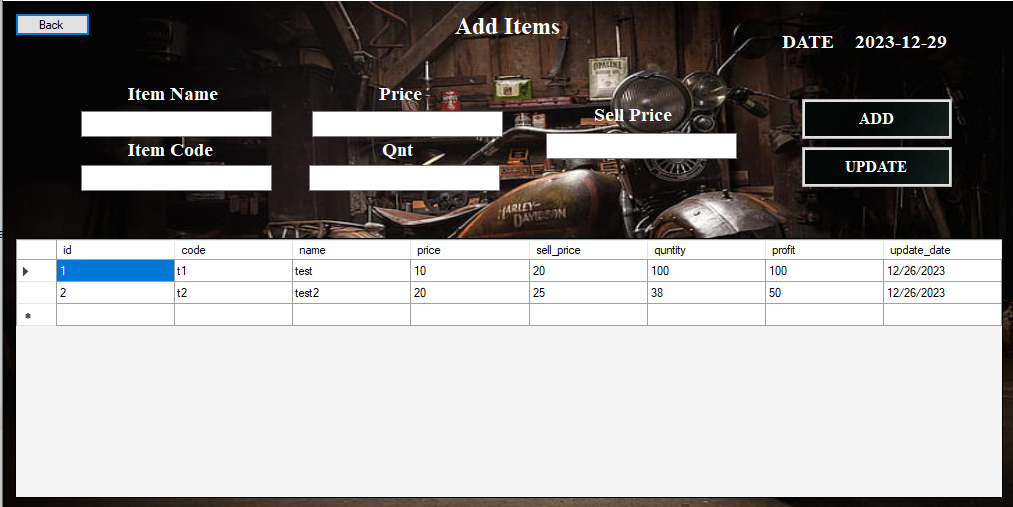 Back
Add Items
DATE 2023-12-29
OPALINE
Item Name Price
Sell Price
ADD
Item Code Qnt
UPDATE
HARLEY-DAVIDSON
id code name price sell_price quntity profit update_date
1 t1 test 10 20 100 100 12/26/2023
2 t2 test2 20 25 38 50 12/26/2023